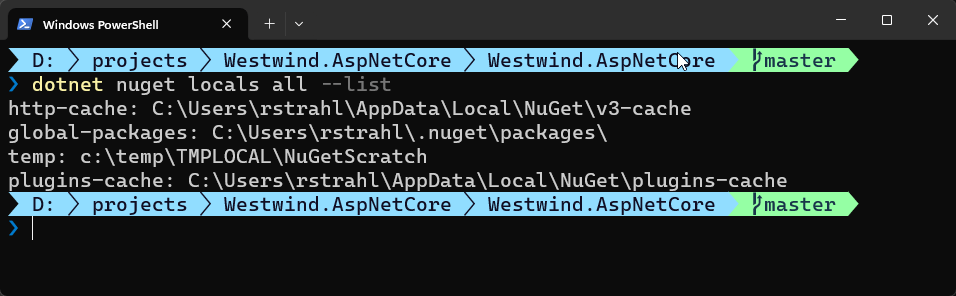 Windows PowerShell
D: projects Westwind.AspNetCore Westwind.AspNetCore master
❯ dotnet nuget locals all --list
http-cache: C:\Users\rstrahl\AppData\Local\NuGet\v3-cache
global-packages: C:\Users\rstrahl\.nuget\packages\
temp: c:\temp\TMPLOCAL\NuGetScratch
plugins-cache: C:\Users\rstrahl\AppData\Local\NuGet\plugins-cache
D: projects Westwind.AspNetCore Westwind.AspNetCore master
❯